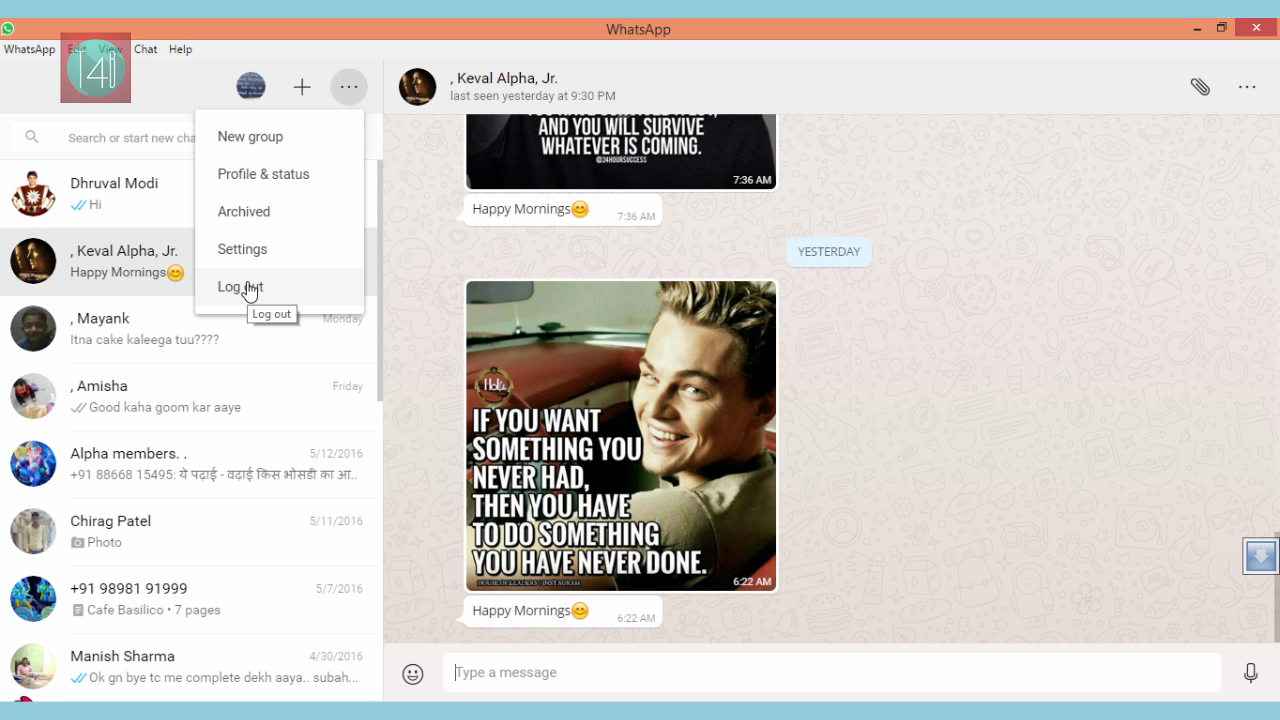 WhatsApp
WhatsApp Edit View Chat Help
T4B
, Keval Alpha, Jr.
last seen yesterday at 9:30 PM
Search or start new cha
New group
Profile & status
Archived
Settings
Log out
Log out
Dhruval Modi
Hi
, Keval Alpha, Jr.
Happy Mornings😊
, Mayank
Monday
Itna cake kaleega tuu????
, Amisha
Friday
Good kaha goom kar aaye
Alpha members. .
5/12/2016
+91 88668 15495: ये पढ़ाई - वढ़ाई किस भोसडी का आ...
Chirag Patel
5/11/2016
Photo
+91 98981 91999
5/7/2016
Cafe Basilico • 7 pages
Manish Sharma
4/30/2016
Ok gn bye tc me complete dekh aaya.. subah...
AND YOU WILL SURVIVE
WHATEVER IS COMING.
@24HOURSUCCESS
7:36 AM
Happy Mornings😊
7:36 AM
YESTERDAY
IF YOU WANT
SOMETHING YOU
NEVER HAD,
THEN YOU HAVE
TO DO SOMETHING
YOU HAVE NEVER DONE.
6:22 AM
Happy Mornings😊
6:22 AM
Type a message